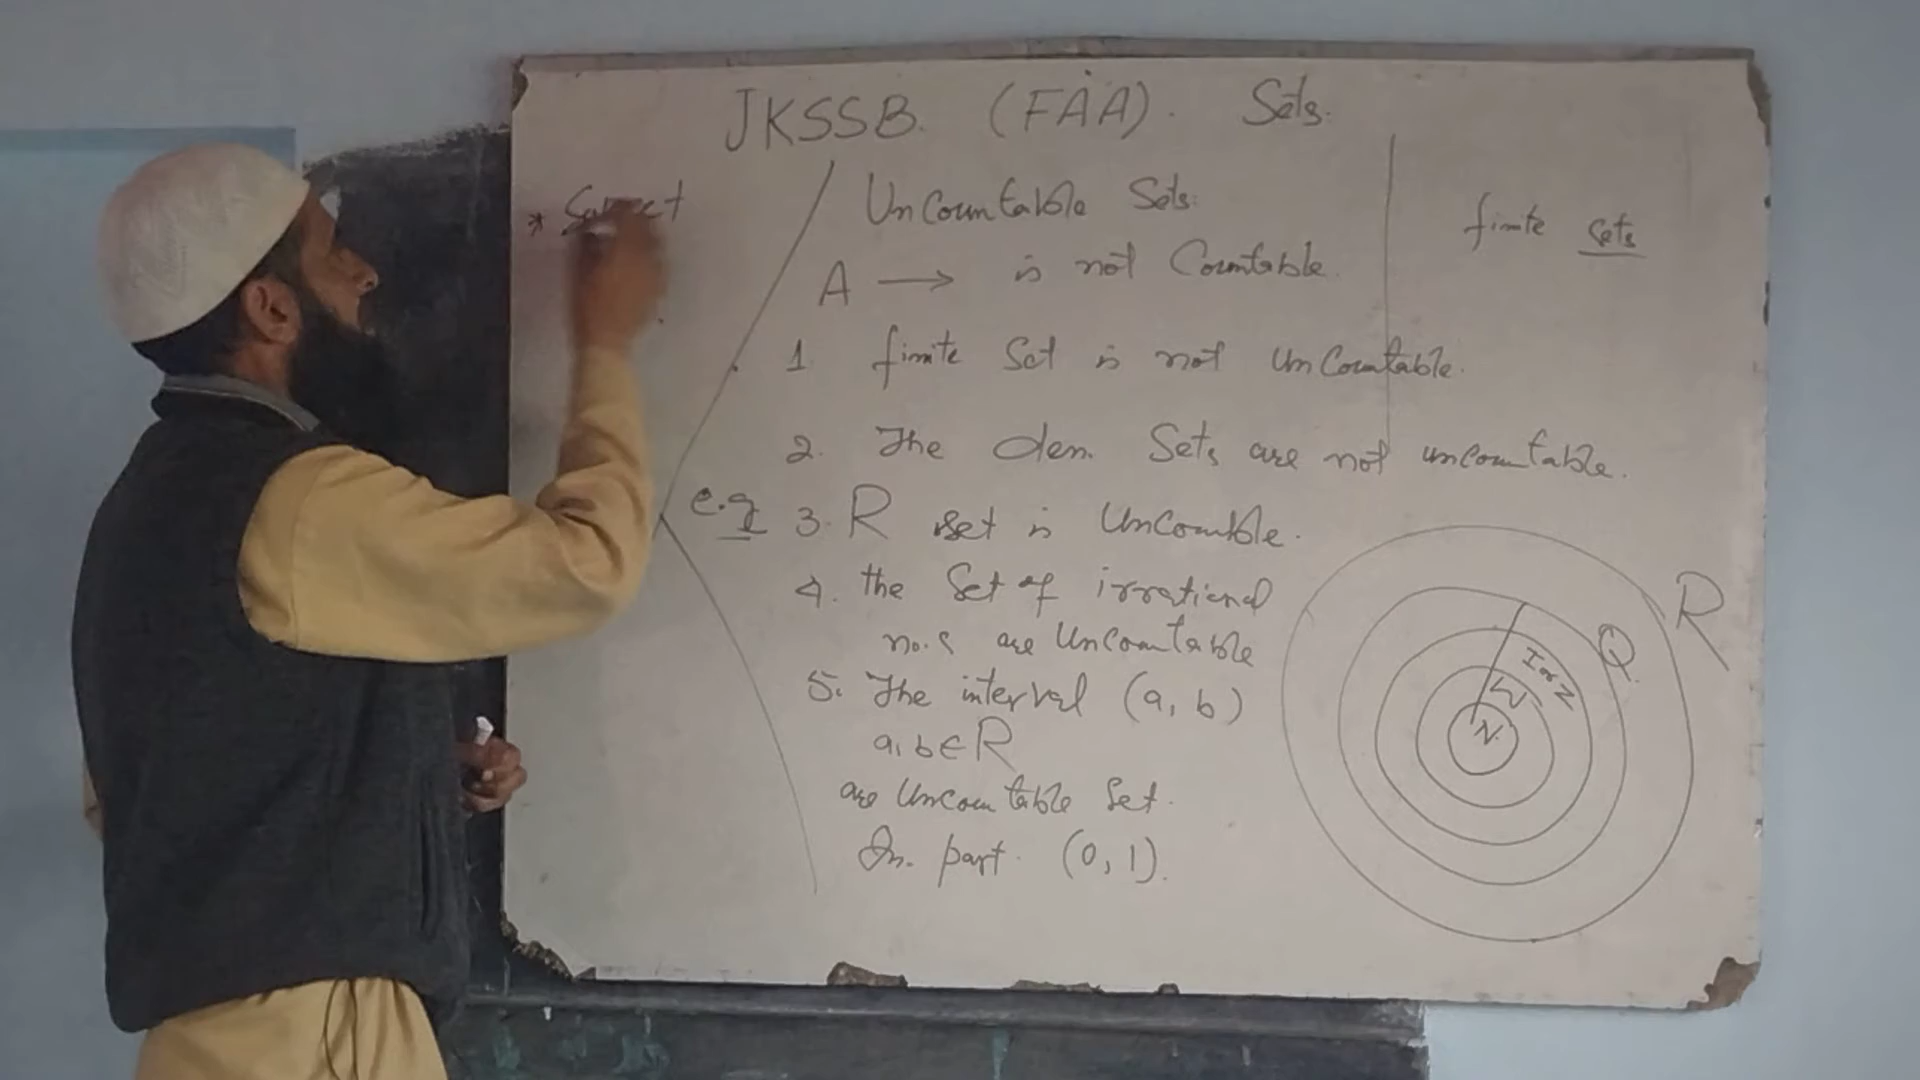 JKSSB. (FAA). Sets.
* Subset
Uncountable Sets.
A → is not Countable.
1. finite Set is not Uncountable.
2. The den. Sets are not uncountable.
e.g 3. R set is Uncountble.
4. the Set of irrational
no.s are Uncountable
5. The interval (a, b)
a, b ∈ R
are Uncountable Set.
In. part. (0, 1).
finite sets
R
Q
I or Z
W
N